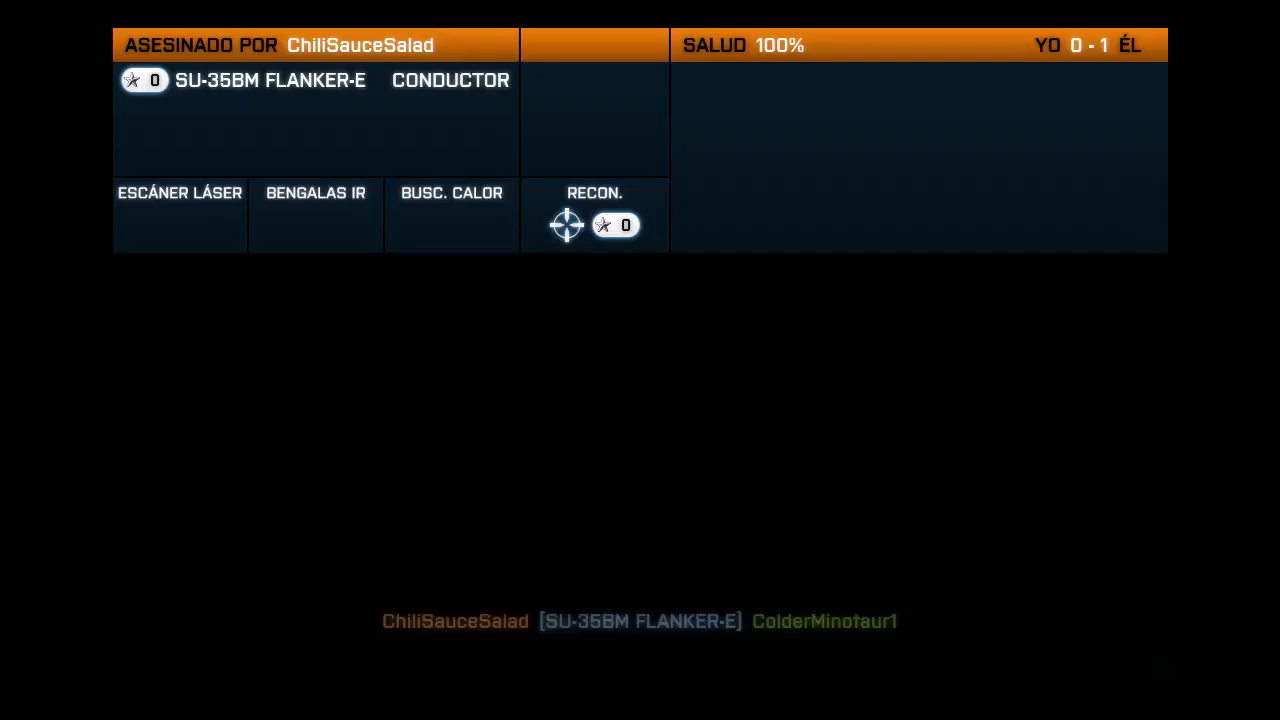 ASESINADO POR ChiliSauceSalad
SALUD 100% YO 0 - 1 ÉL
0 SU-35BM FLANKER-E CONDUCTOR
ESCÁNER LÁSER BENGALAS IR BUSC. CALOR RECON.
0
ChiliSauceSalad [SU-35BM FLANKER-E] ColderMinotaur1